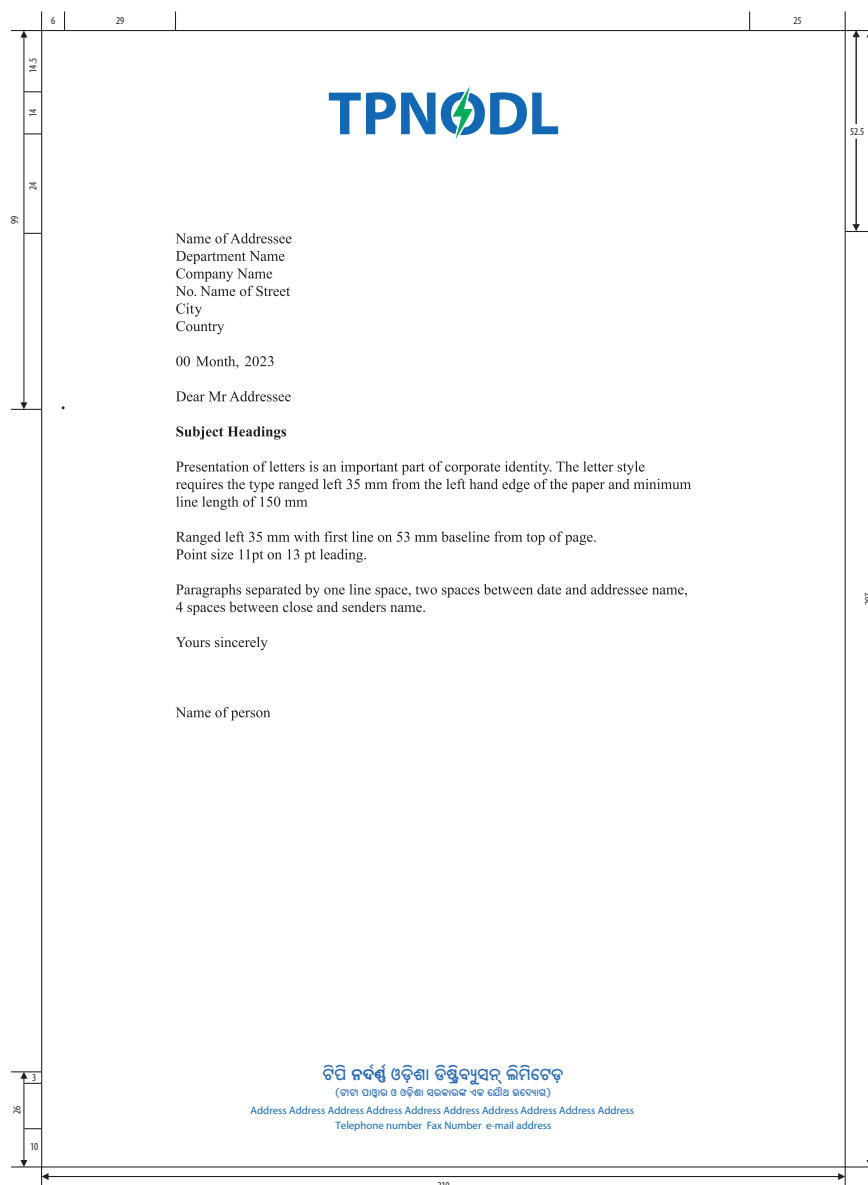 6 29 25
14.5
14
24
99
52.5
TPNODL
Name of Addressee
Department Name
Company Name
No. Name of Street
City
Country
00 Month, 2023
Dear Mr Addressee
Subject Headings
Presentation of letters is an important part of corporate identity. The letter style
requires the type ranged left 35 mm from the left hand edge of the paper and minimum
line length of 150 mm
Ranged left 35 mm with first line on 53 mm baseline from top of page.
Point size 11pt on 13 pt leading.
Paragraphs separated by one line space, two spaces between date and addressee name,
4 spaces between close and senders name.
Yours sincerely
Name of person
3
26
10
ଟିପି ନର୍ଦର୍ଣ୍ଣ ଓଡ଼ିଶା ଡିଷ୍ଟ୍ରିବ୍ୟୁସନ୍ ଲିମିଟେଡ଼
(ଟାଟା ପାୱାର ଓ ଓଡ଼ିଶା ସରକାରଙ୍କ ଏକ ଯୌଥ ଉଦ୍ୟୋଗ)
Address Address Address Address Address Address Address Address Address Address
Telephone number Fax Number e-mail address